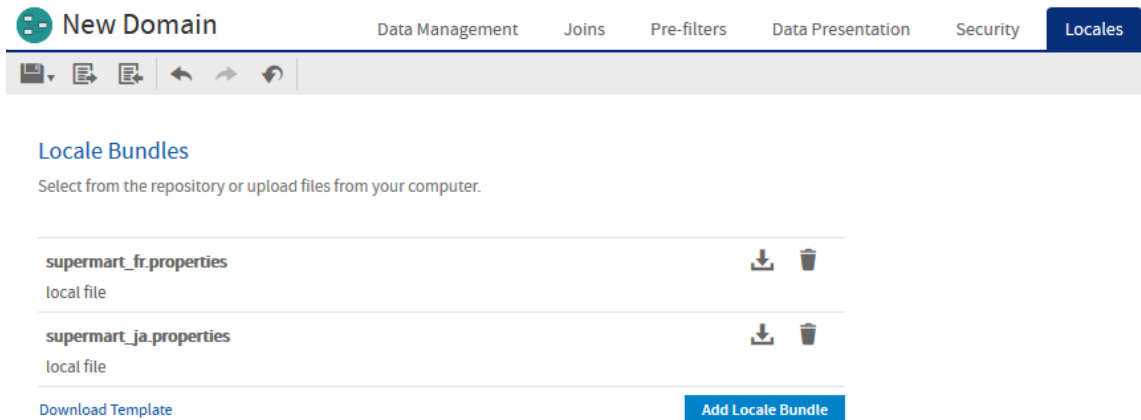 New Domain
Data Management Joins Pre-filters Data Presentation Security Locales
Locale Bundles
Select from the repository or upload files from your computer.
supermart_fr.properties
local file
supermart_ja.properties
local file
Download Template Add Locale Bundle